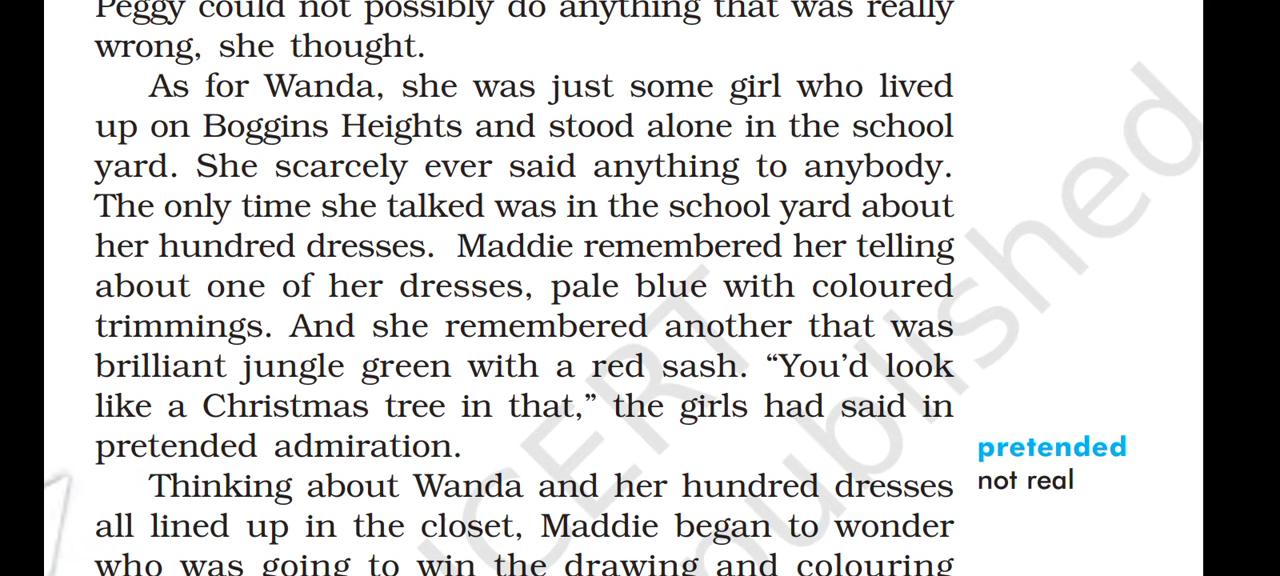 Peggy could not possibly do anything that was really
wrong, she thought.
As for Wanda, she was just some girl who lived
up on Boggins Heights and stood alone in the school
yard. She scarcely ever said anything to anybody.
The only time she talked was in the school yard about
her hundred dresses. Maddie remembered her telling
about one of her dresses, pale blue with coloured
trimmings. And she remembered another that was
brilliant jungle green with a red sash. “You’d look
like a Christmas tree in that,” the girls had said in
pretended admiration.
pretended
not real
Thinking about Wanda and her hundred dresses
all lined up in the closet, Maddie began to wonder
who was going to win the drawing and colouring
NCERT
published